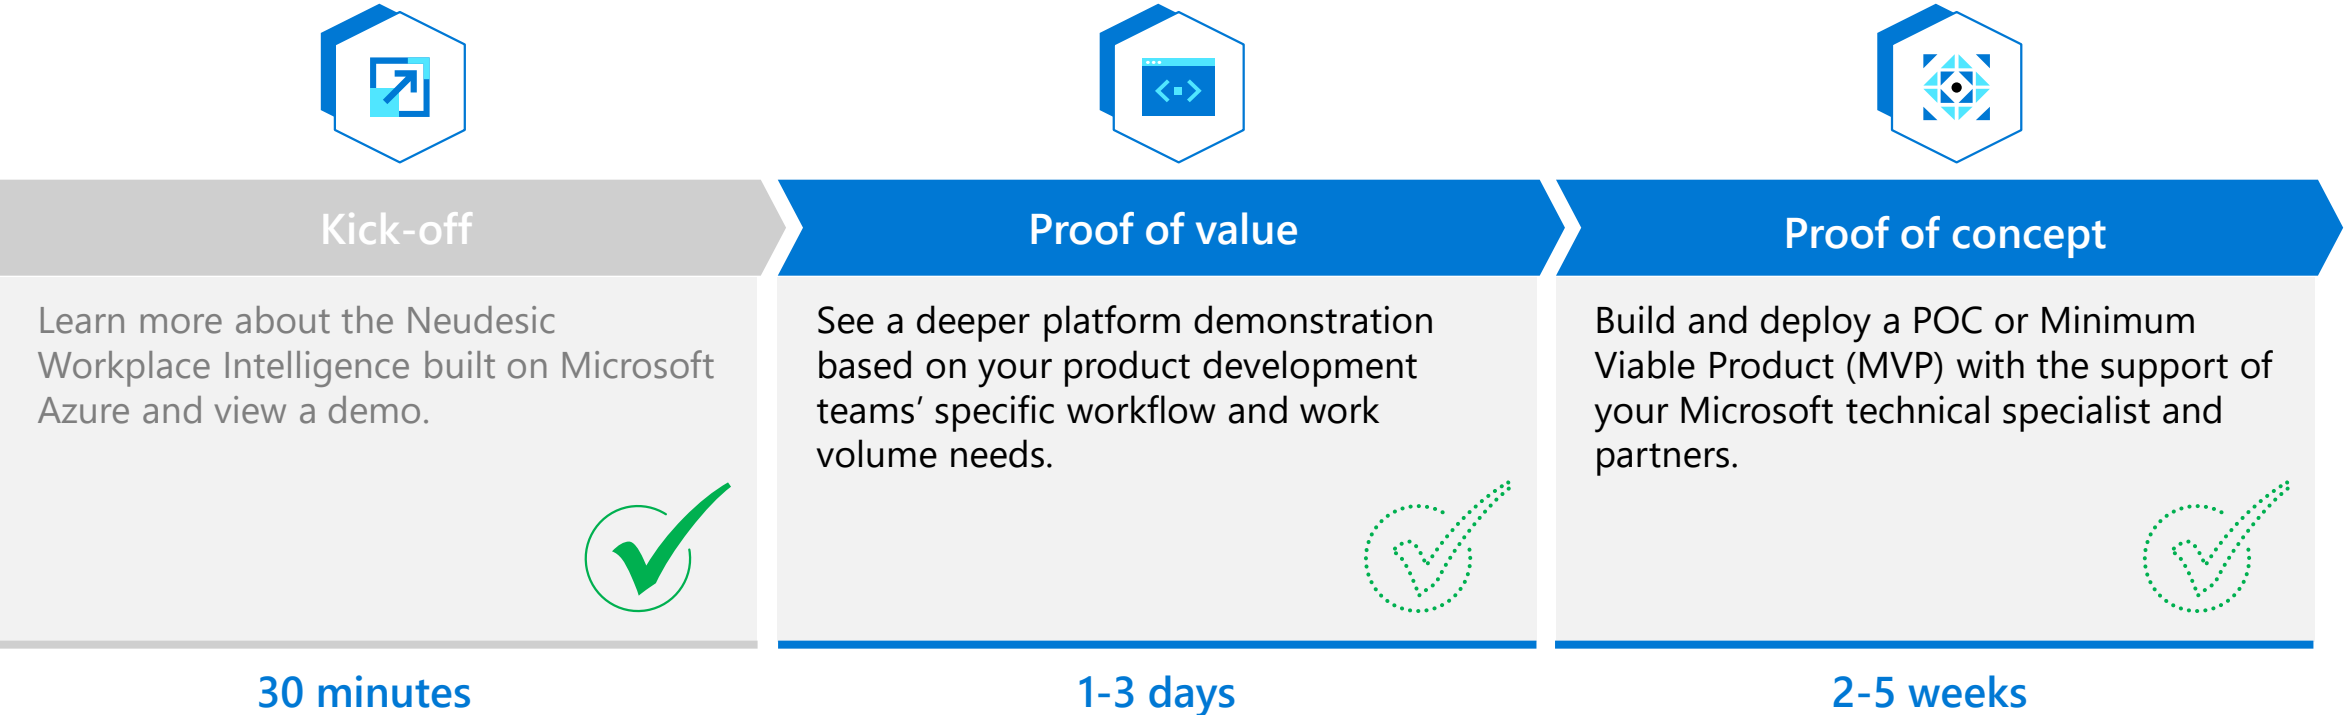 Kick-off
Learn more about the Neudesic
Workplace Intelligence built on Microsoft
Azure and view a demo.
30 minutes
Proof of value
See a deeper platform demonstration
based on your product development
teams’ specific workflow and work
volume needs.
1-3 days
Proof of concept
Build and deploy a POC or Minimum
Viable Product (MVP) with the support of
your Microsoft technical specialist and
partners.
2-5 weeks